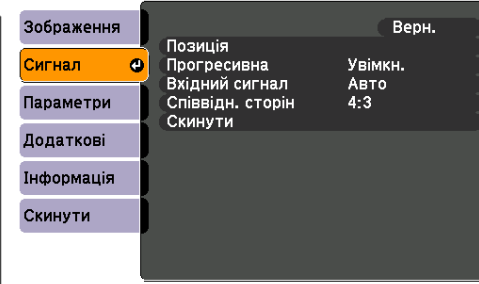 Зображення
Сигнал
Параметри
Додаткові
Інформація
Скинути
Верн.
Позиція
Прогресивна Увімкн.
Вхідний сигнал Авто
Співвідн. сторін 4:3
Скинути